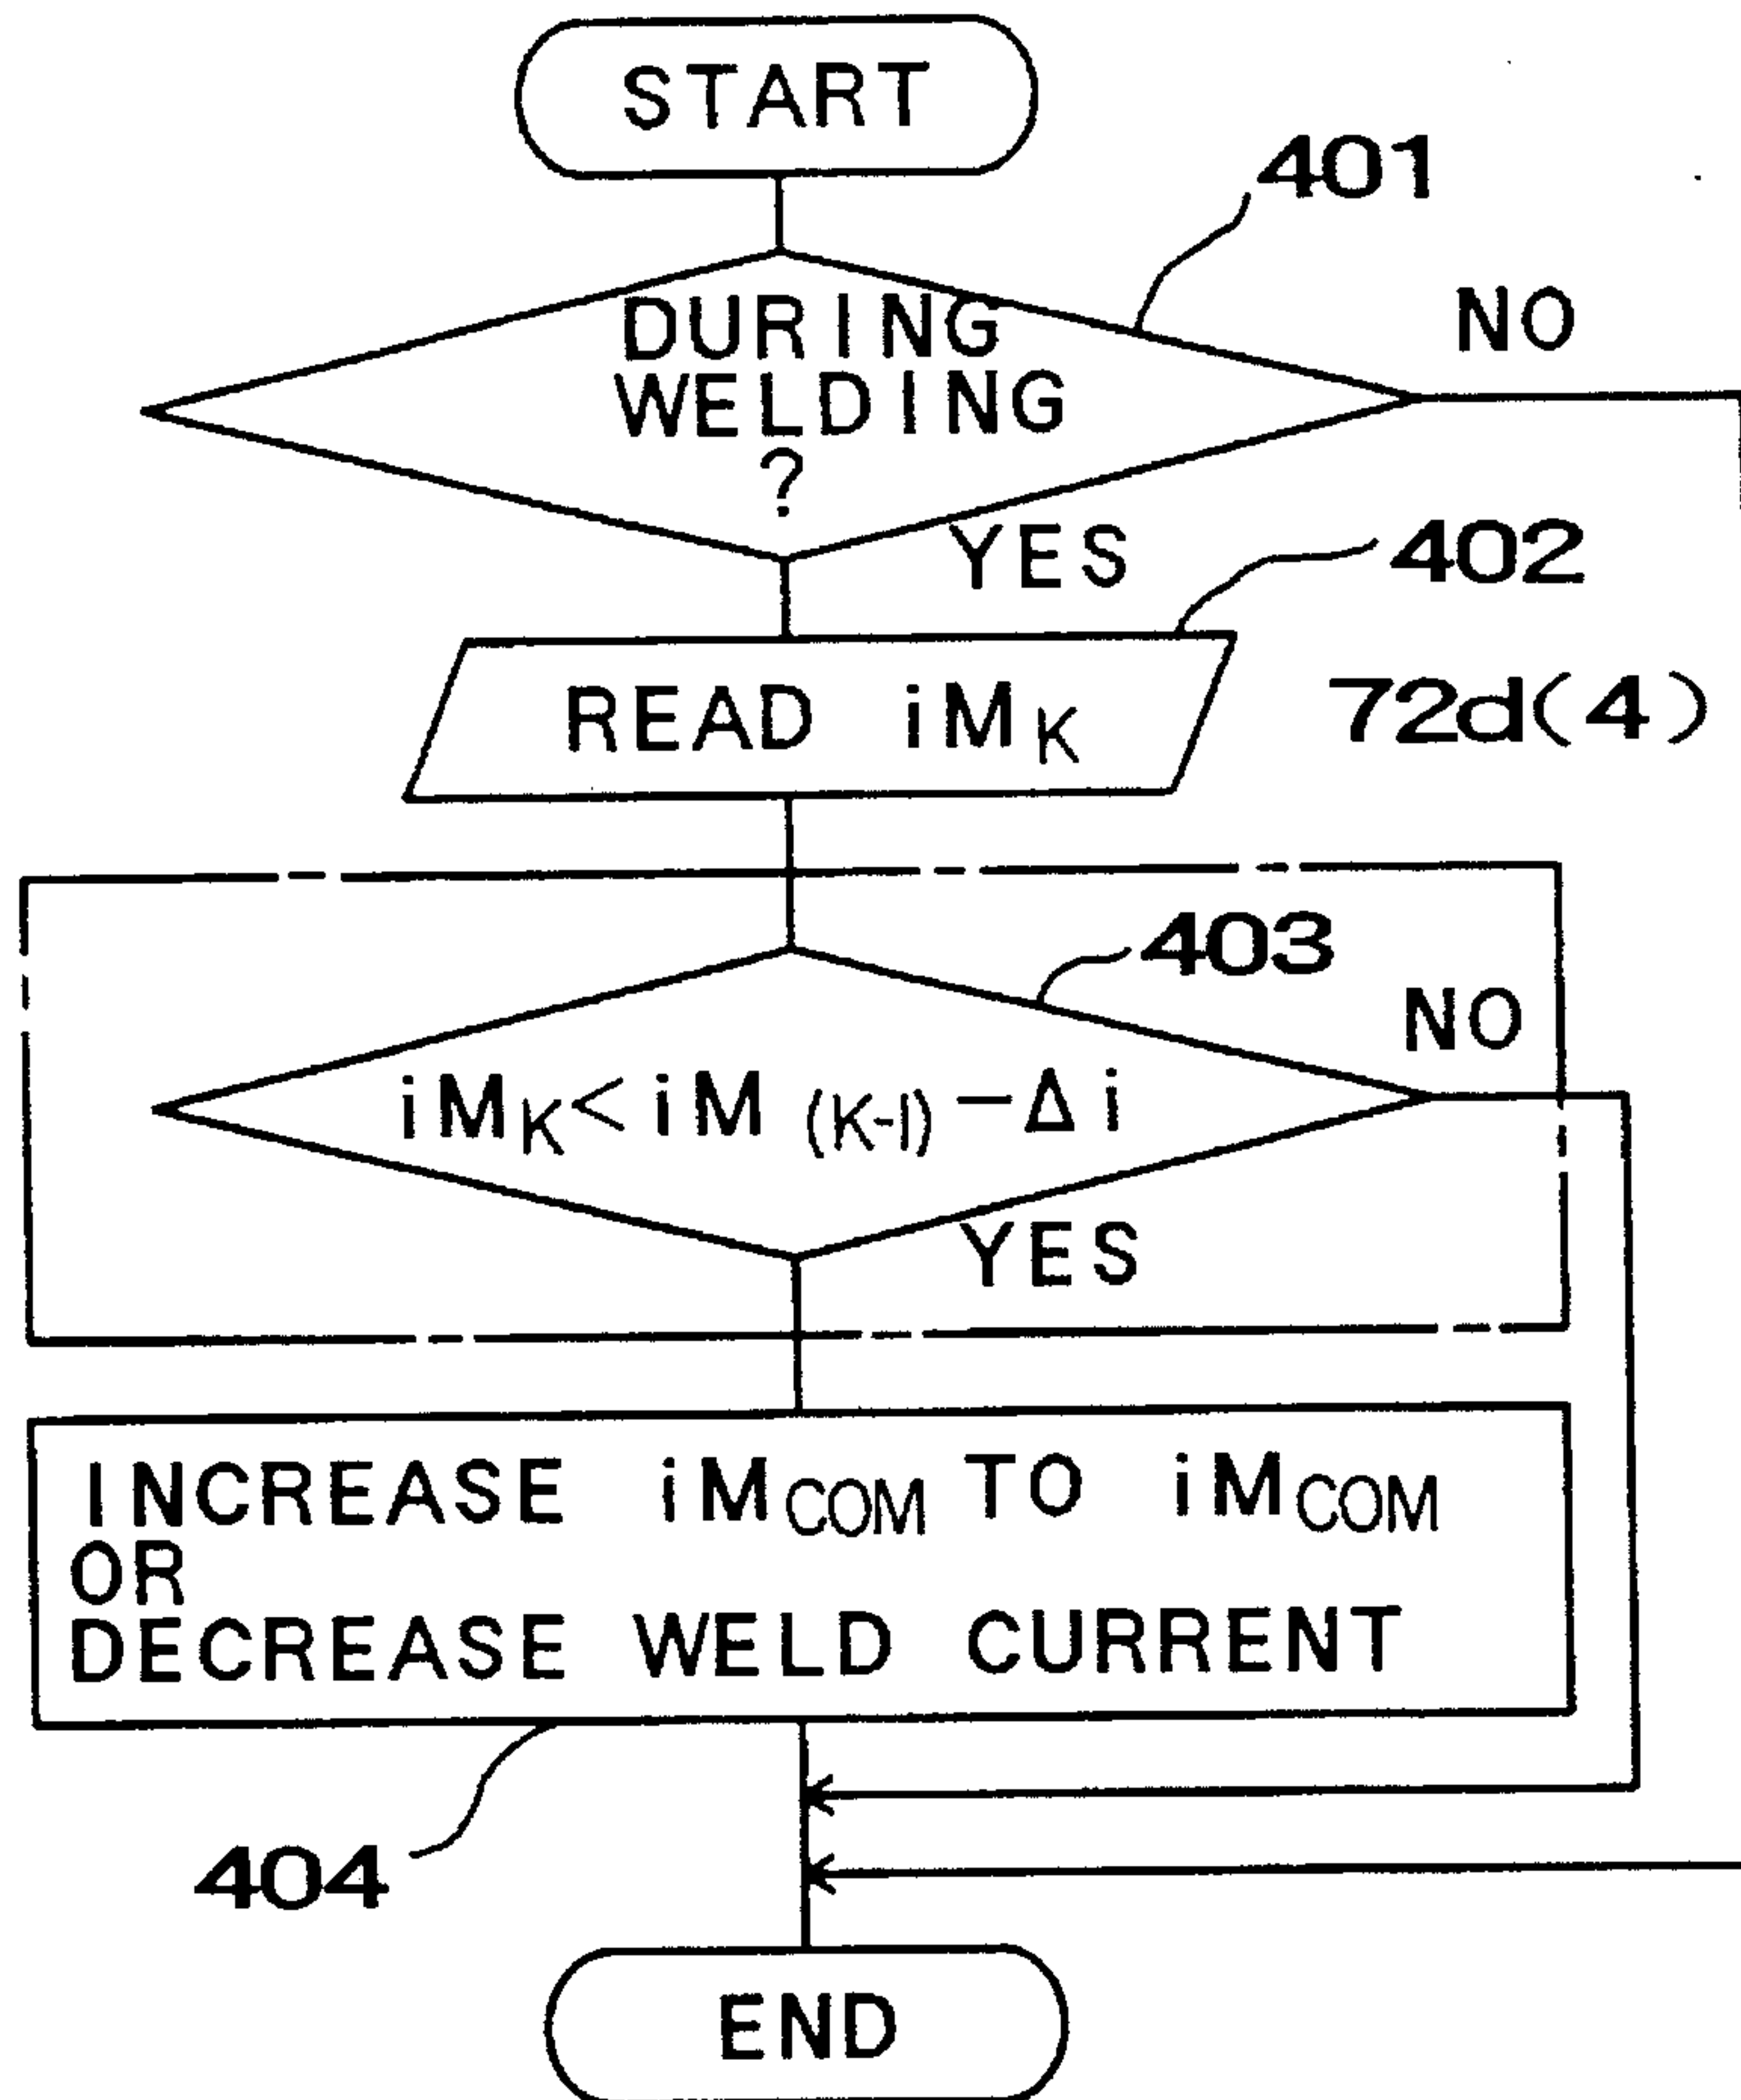 START
401
DURING
WELDING
?
NO
YES
402
READ iMK
72d(4)
403
NO
iMK<iM (K-1)-Δi
YES
INCREASE iMCOM TO iMCOM
OR
DECREASE WELD CURRENT
404
END